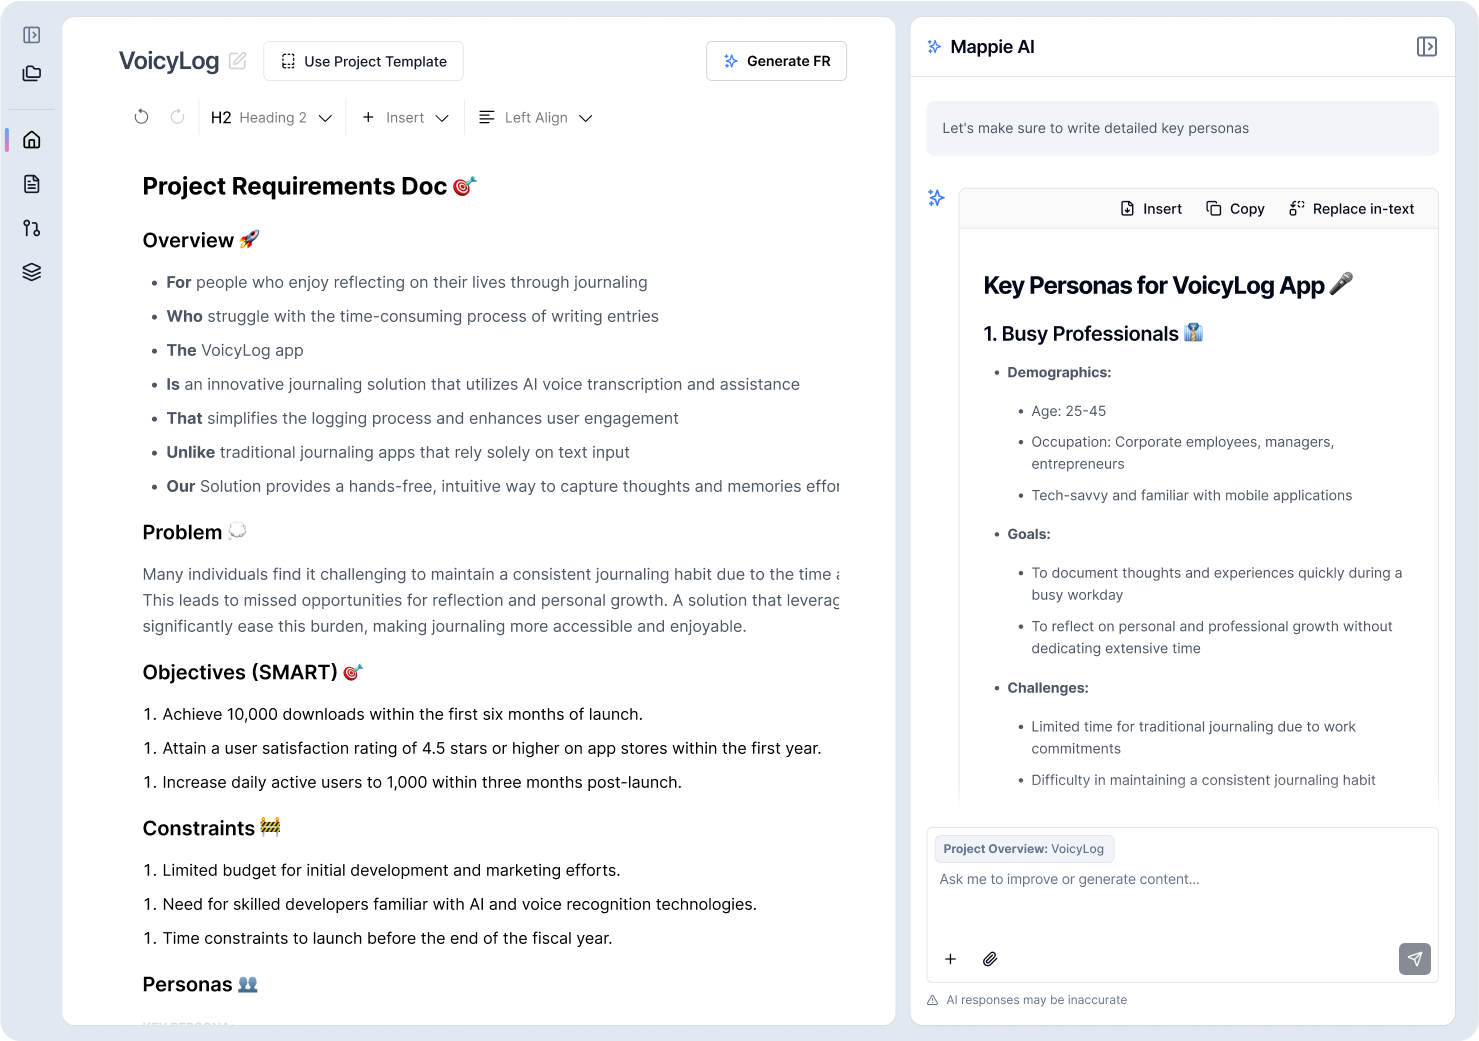 VoicyLog
Use Project Template
Generate FR
H2 Heading 2
Insert
Left Align
Project Requirements Doc
Overview
• For people who enjoy reflecting on their lives through journaling
• Who struggle with the time-consuming process of writing entries
• The VoicyLog app
• Is an innovative journaling solution that utilizes AI voice transcription and assistance
• That simplifies the logging process and enhances user engagement
• Unlike traditional journaling apps that rely solely on text input
• Our Solution provides a hands-free, intuitive way to capture thoughts and memories
Problem
Many individuals find it challenging to maintain a consistent journaling habit due to the time
This leads to missed opportunities for reflection and personal growth. A solution that
significantly ease this burden, making journaling more accessible and enjoyable.
Objectives (SMART)
1. Achieve 10,000 downloads within the first six months of launch.
1. Attain a user satisfaction rating of 4.5 stars or higher on app stores within the first year.
1. Increase daily active users to 1,000 within three months post-launch.
Constraints
1. Limited budget for initial development and marketing efforts.
1. Need for skilled developers familiar with AI and voice recognition technologies.
1. Time constraints to launch before the end of the fiscal year.
Personas
Mappie AI
Let's make sure to write detailed key personas
Insert
Copy
Replace in-text
Key Personas for VoicyLog App
1. Busy Professionals
• Demographics:
• Age: 25-45
• Occupation: Corporate employees, managers,
entrepreneurs
• Tech-savvy and familiar with mobile applications
• Goals:
• To document thoughts and experiences quickly during a
busy workday
• To reflect on personal and professional growth without
dedicating extensive time
• Challenges:
• Limited time for traditional journaling due to work
commitments
• Difficulty in maintaining a consistent journaling habit
Project Overview: VoicyLog
Ask me to improve or generate content...
AI responses may be inaccurate